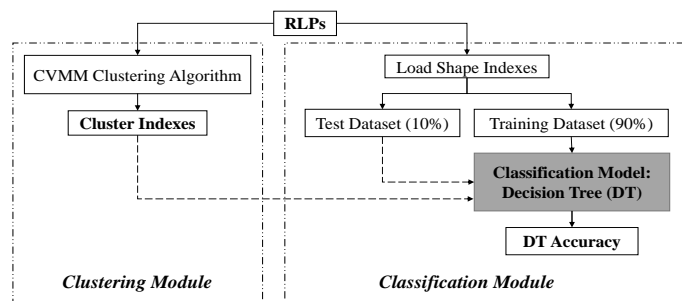 RLPs
CVMM Clustering Algorithm
Cluster Indexes
Load Shape Indexes
Test Dataset (10%)
Training Dataset (90%)
Classification Model:
Decision Tree (DT)
DT Accuracy
Clustering Module
Classification Module